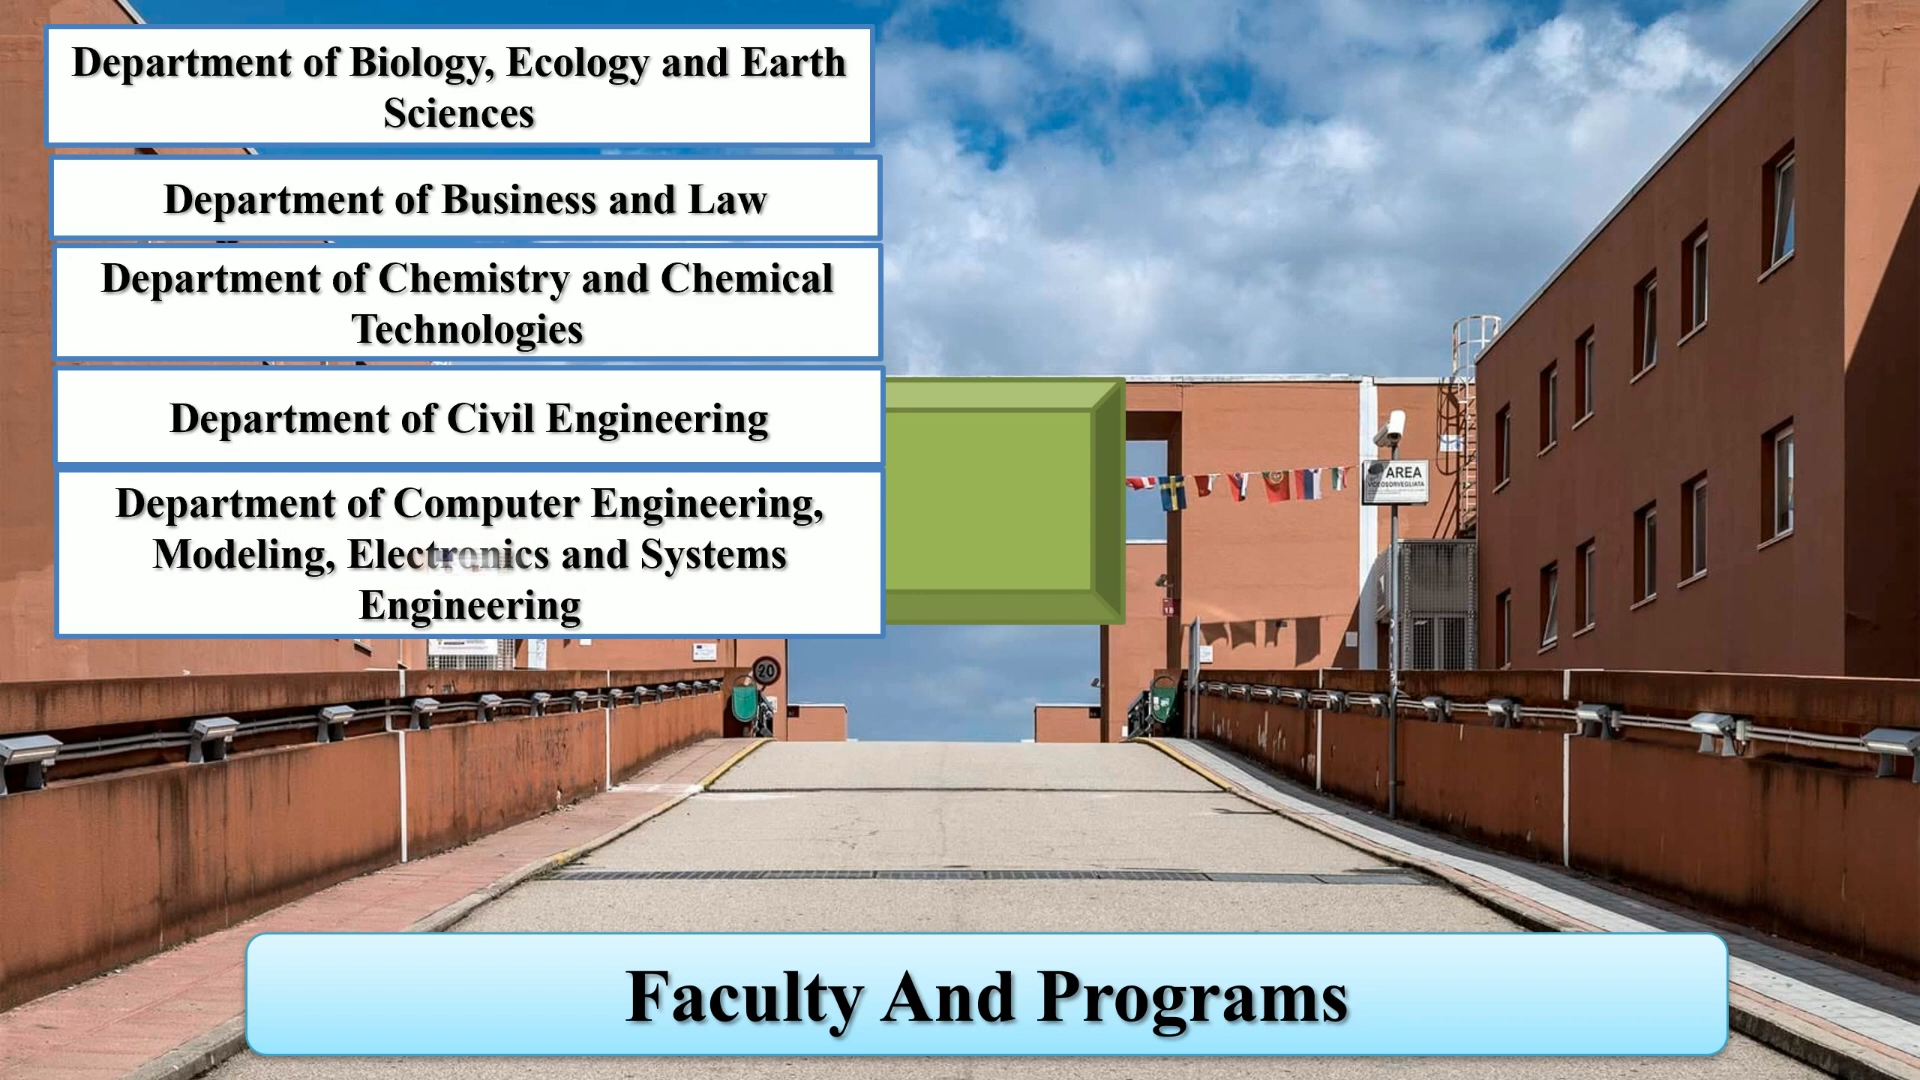 Department of Biology, Ecology and Earth
Sciences
Department of Business and Law
Department of Chemistry and Chemical
Technologies
Department of Civil Engineering
Department of Computer Engineering,
Modeling, Electronics and Systems
Engineering
AREA
VIDEOSORVEGLIATA
20
Faculty And Programs